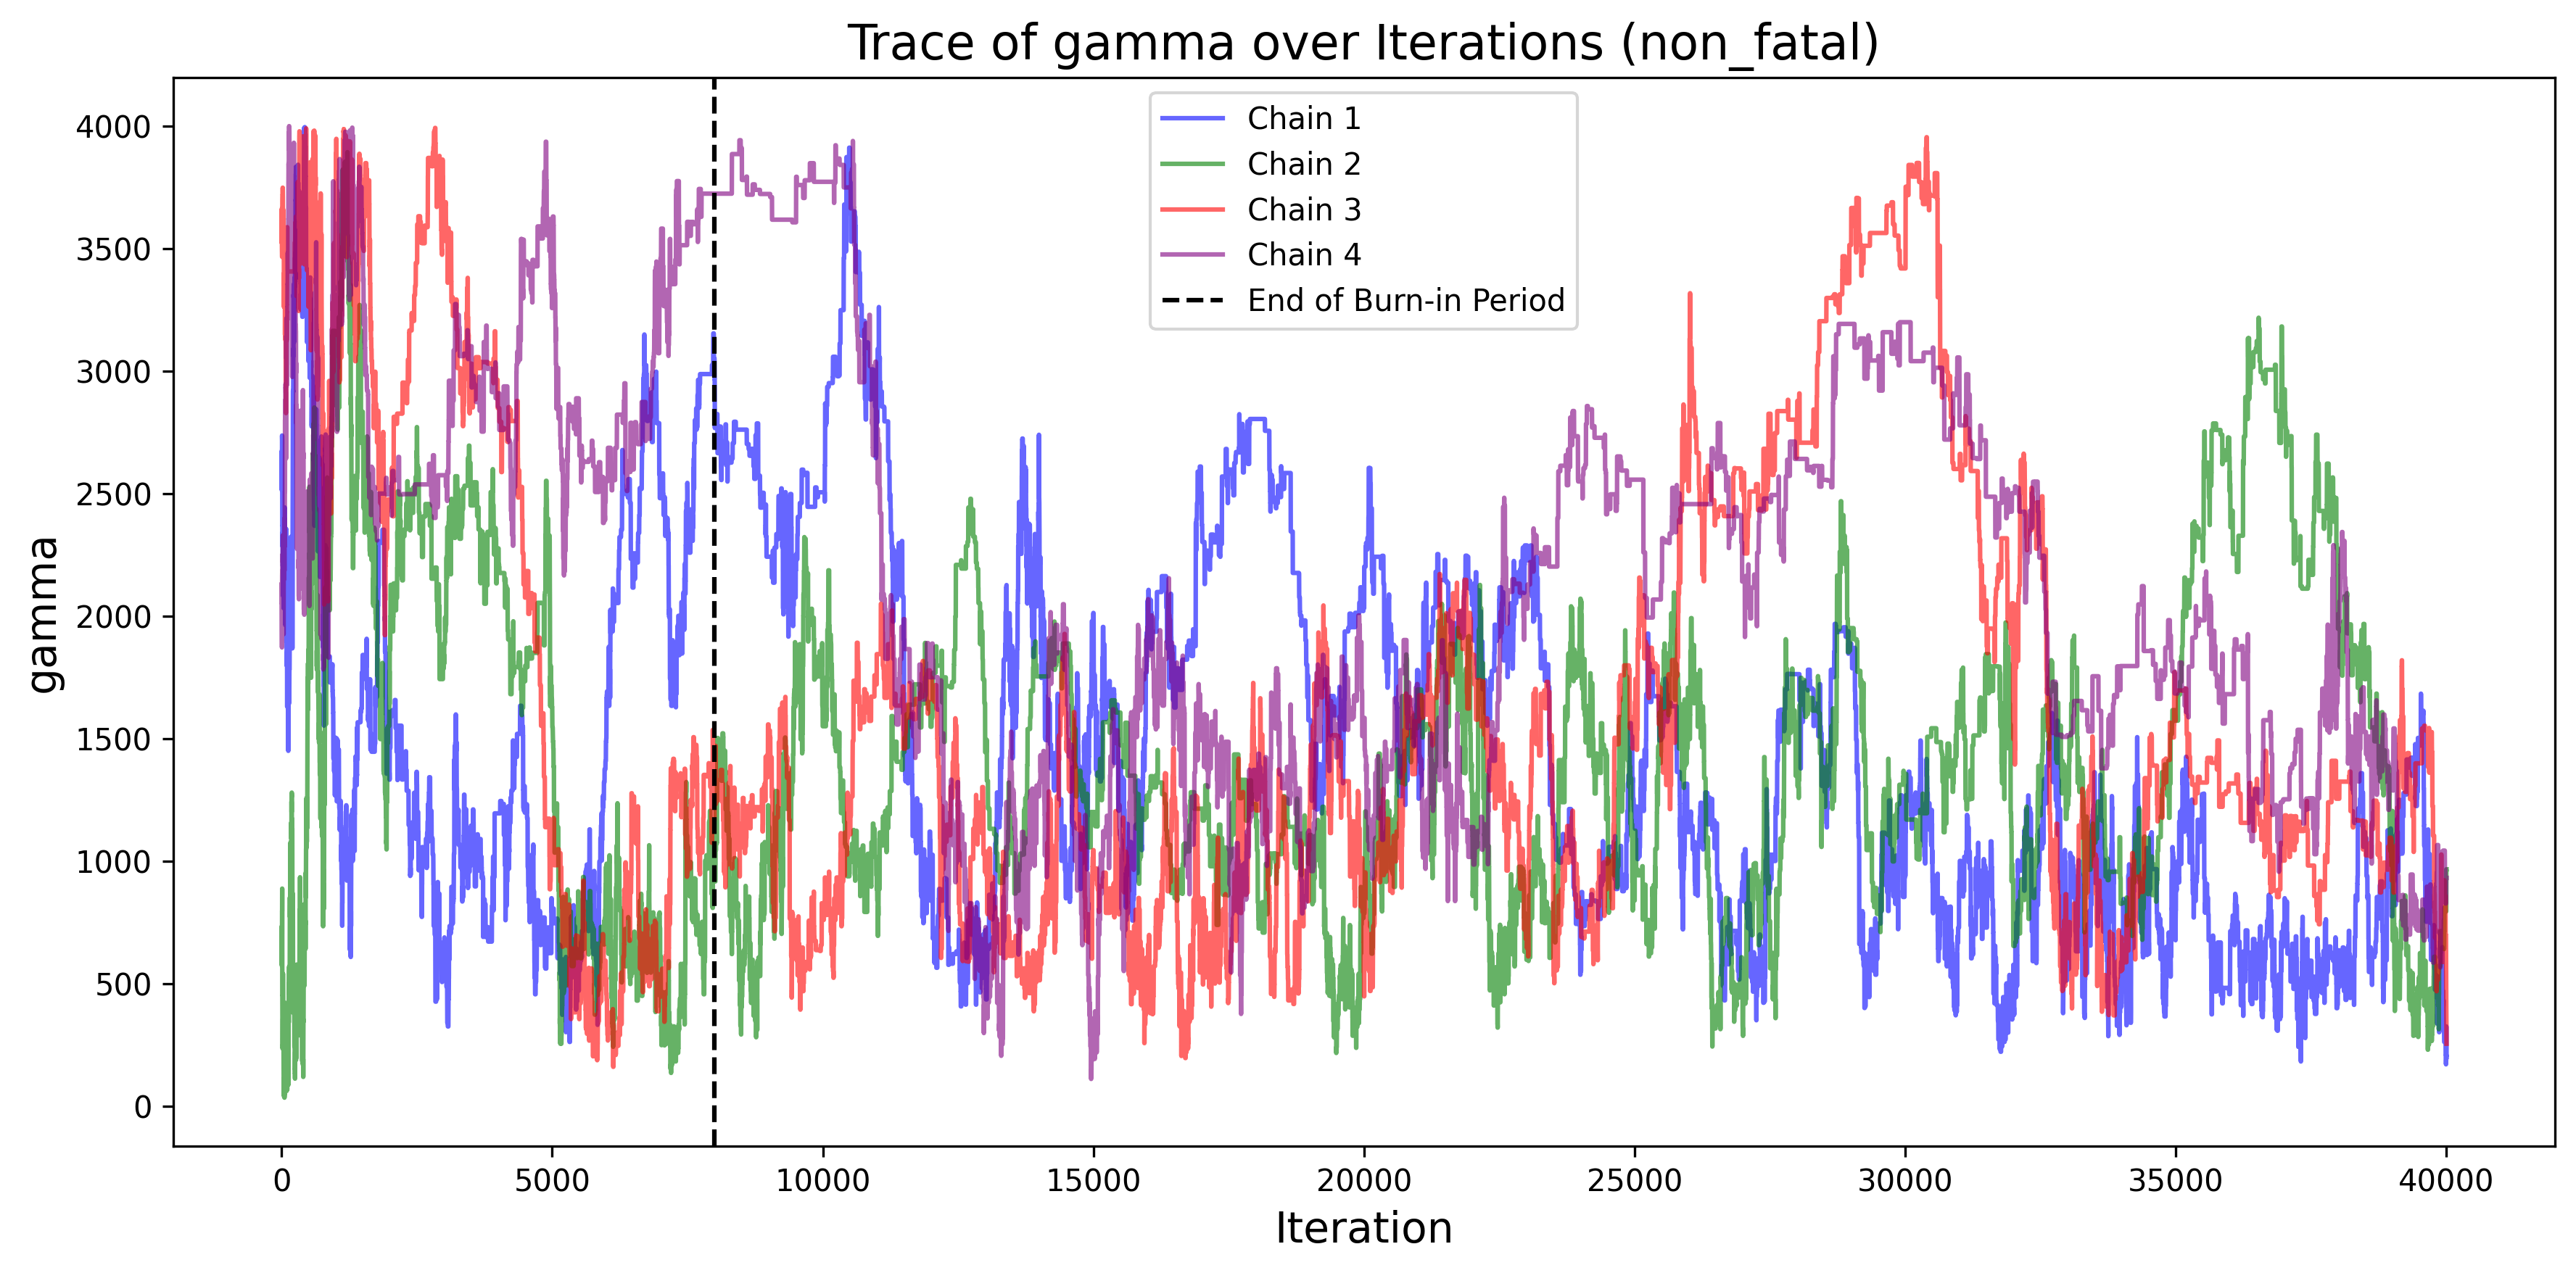 Trace of gamma over Iterations (non_fatal)
Chain 1
Chain 2
Chain 3
Chain 4
End of Burn-in Period
gamma
4000
3500
3000
2500
2000
1500
1000
500
0
0 5000 10000 15000 20000 25000 30000 35000 40000
Iteration